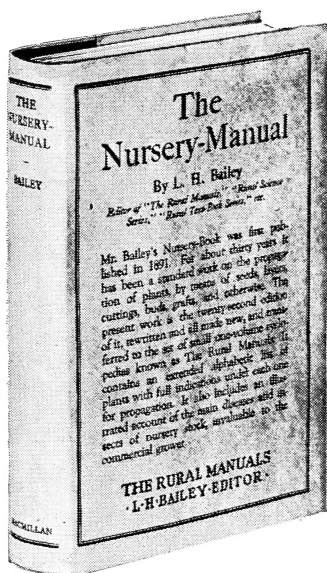 THE
NURSERY-
MANUAL
BAILEY
MACMILLAN
The
Nursery-Manual
By L. H. Bailey
Editor of "The Rural Manuals," "Rural Science
Series," "Rural Text-Book Series," etc.
Mr. Bailey's Nursery-Book was first pub-
lished in 1891. For about thirty years it
has been a standard work on the propaga-
tion of plants, by means of seeds, layers,
cuttings, buds, grafts, and otherwise. The
present work is the twenty-second edition
of it, rewritten and all made new, and trans-
ferred to the set of small one-volume cyclo-
pedias known as The Rural Manuals. It
contains an extended alphabetic list of
plants with full indications under each one
for propagation. It also includes an illus-
trated account of the main diseases and in-
sects of nursery stock, invaluable to the
commercial grower.
THE RURAL MANUALS
·L·H·BAILEY·EDITOR·